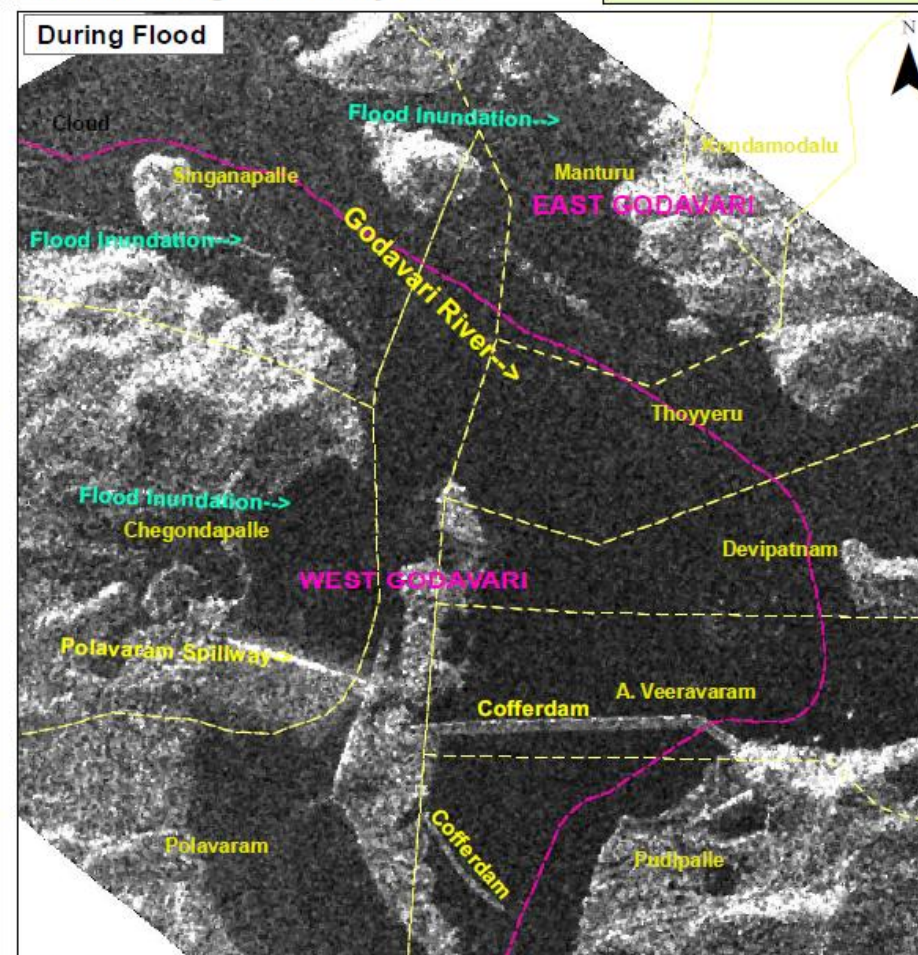 During Flood
N
Flood Inundation-->
Cloud
Kondamodalu
Singanapalle
Manturu
EAST GODAVARI
Flood Inundation-->
Godavari River-->
Thoyyeru
Flood Inundation-->
Chegondapalle
Devipatnam
WEST GODAVARI
Polavaram Spillway->
A. Veeravaram
Cofferdam
Cofferdam
Polavaram
Pudipalle